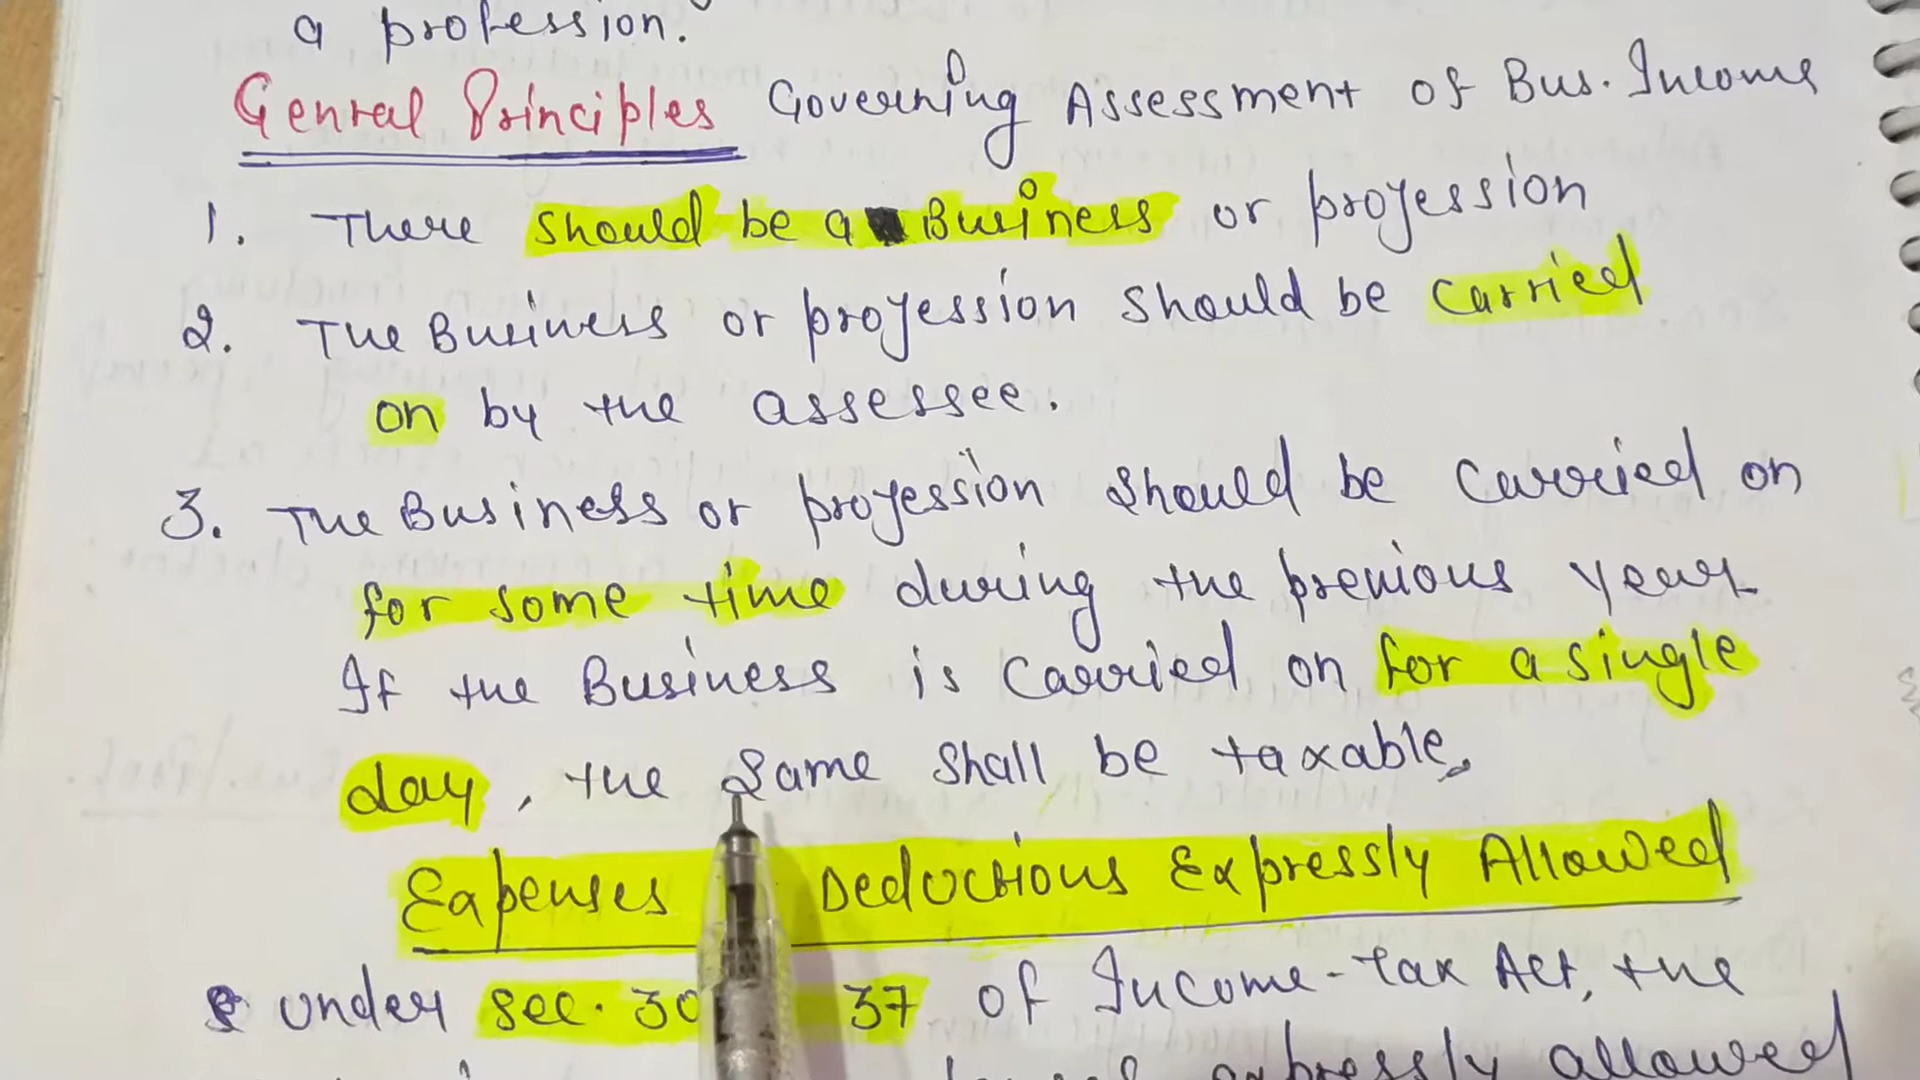 a profession.
Genral Principles Governing Assessment of Bus. Income
1. There should be a Business or profession
2. The Business or profession should be carried
on by the assessee.
3. The Business or profession should be carried on
for some time during the previous year
If the Business is carried on for a single
day, the same shall be taxable.
Expenses Deductions Expressly Allowed
under sec. 30 37 of Income-tax Act, the
expressly allowed